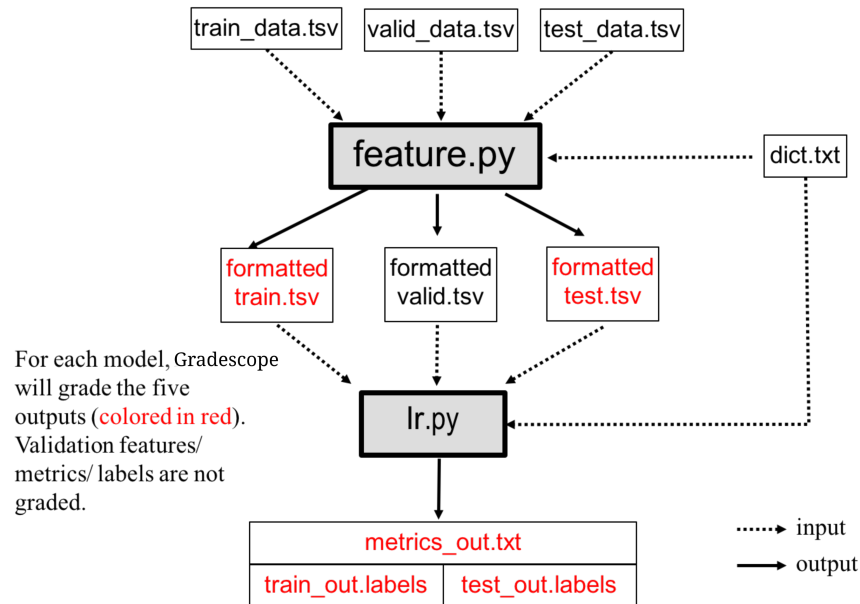 train_data.tsv
valid_data.tsv
test_data.tsv
feature.py
dict.txt
formatted
train.tsv
formatted
valid.tsv
formatted
test.tsv
For each model, Gradescope
will grade the five
outputs (colored in red).
Validation features/
metrics/ labels are not
graded.
lr.py
metrics_out.txt
train_out.labels
test_out.labels
input
output